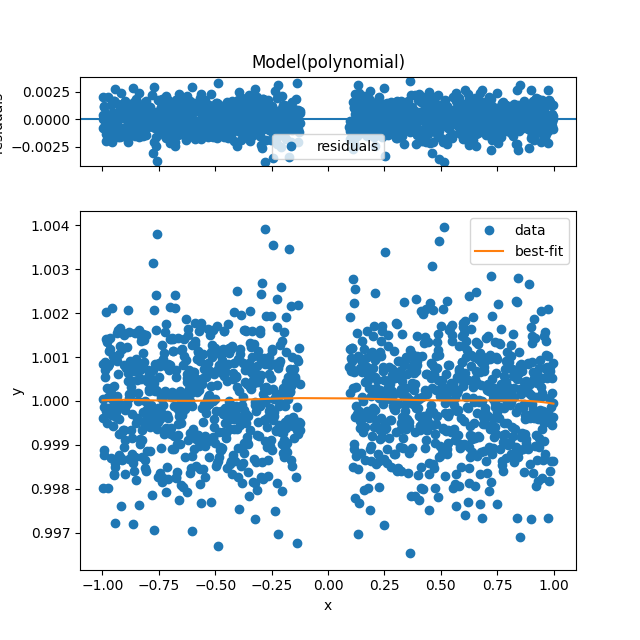 Model(polynomial)
0.0025
0.0000
−0.0025
residuals
residuals
1.004
1.003
1.002
1.001
1.000
0.999
0.998
0.997
y
data
best-fit
−1.00 −0.75 −0.50 −0.25 0.00 0.25 0.50 0.75 1.00
x